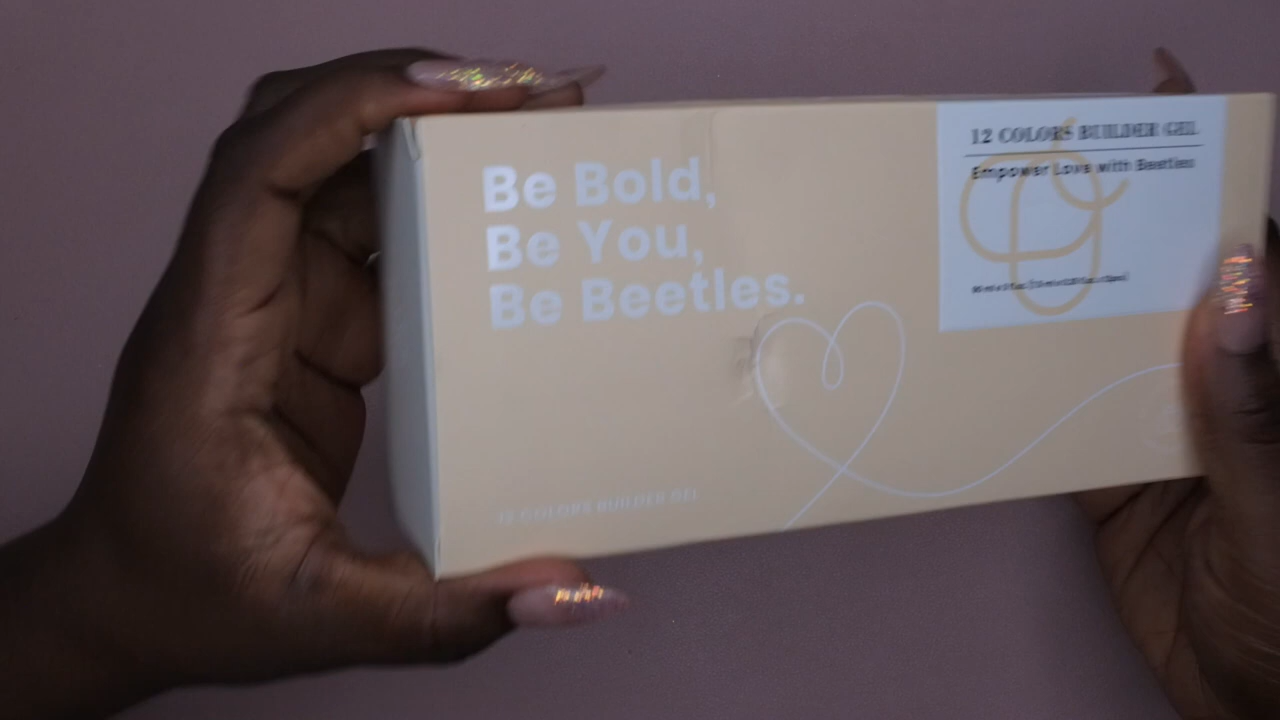 Be Bold,
Be You,
Be Beetles.
12 COLORS BUILDER GEL
12 COLORS BUILDER GEL
Empower Love with Beetles